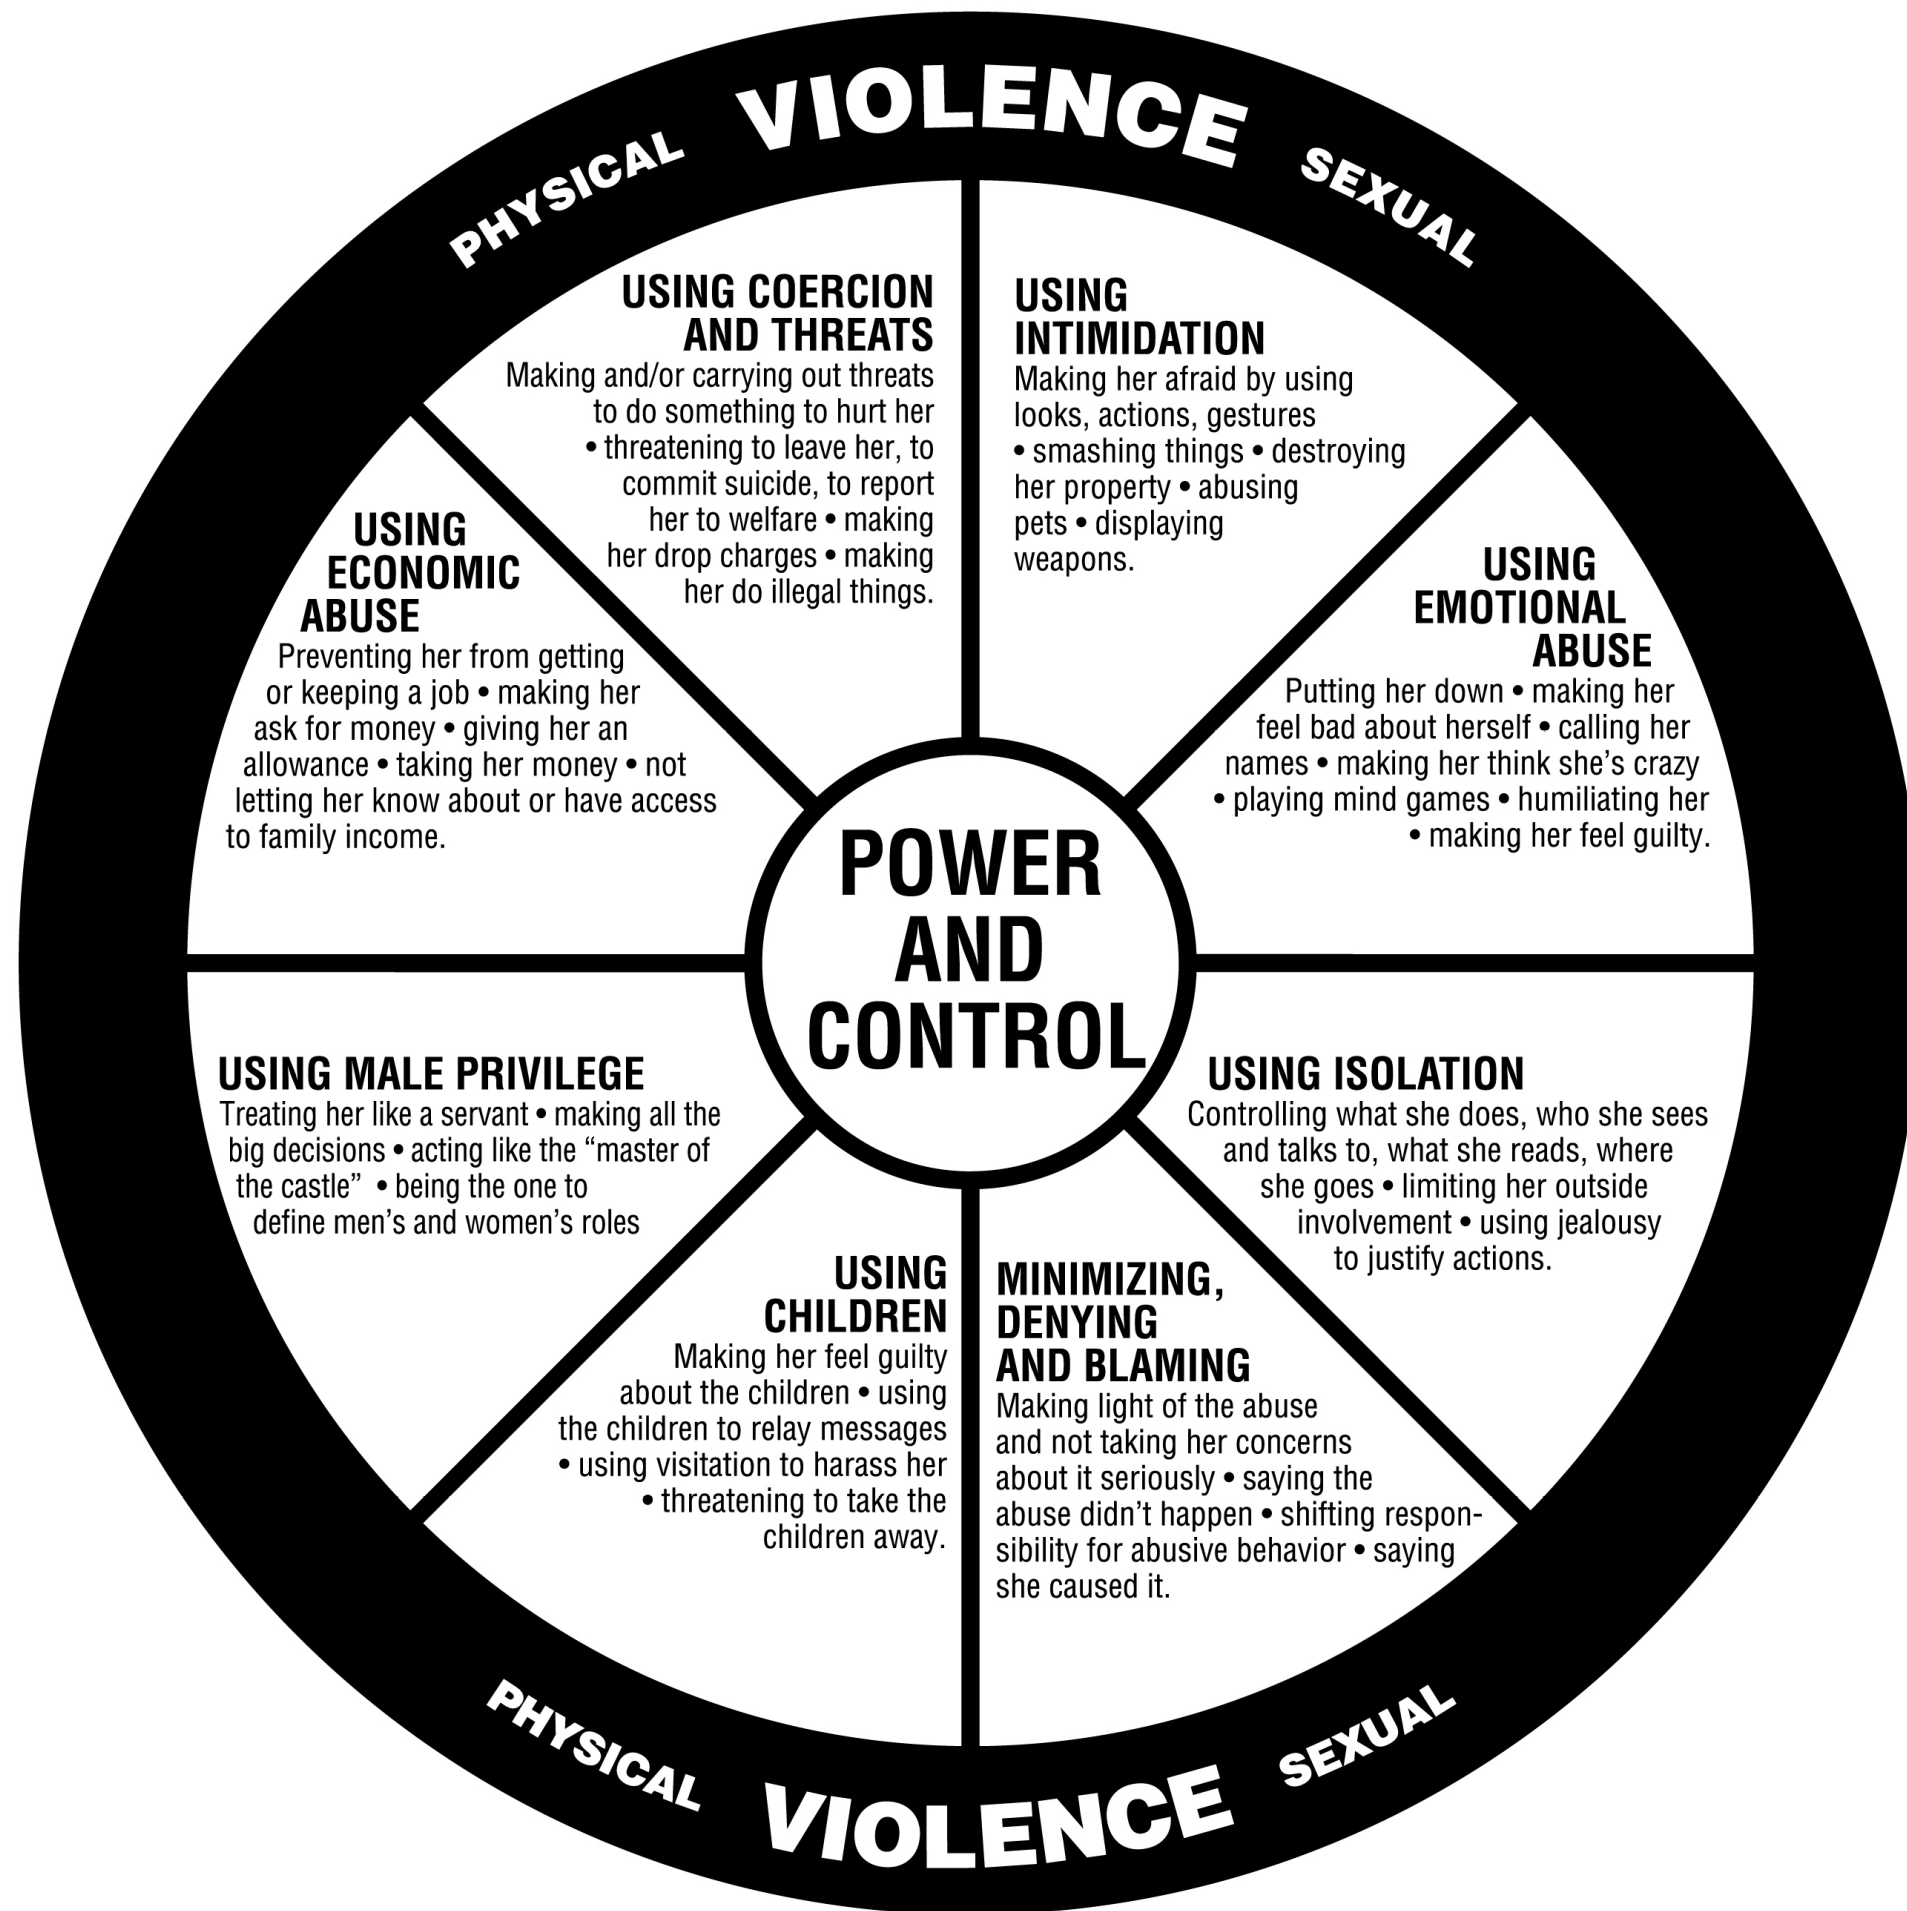 PHYSICAL VIOLENCE SEXUAL
USING COERCION
AND THREATS
Making and/or carrying out threats
to do something to hurt her
• threatening to leave her, to
commit suicide, to report
her to welfare • making
her drop charges • making
her do illegal things.
USING
INTIMIDATION
Making her afraid by using
looks, actions, gestures
• smashing things • destroying
her property • abusing
pets • displaying
weapons.
USING
ECONOMIC
ABUSE
Preventing her from getting
or keeping a job • making her
ask for money • giving her an
allowance • taking her money • not
letting her know about or have access
to family income.
USING
EMOTIONAL
ABUSE
Putting her down • making her
feel bad about herself • calling her
names • making her think she’s crazy
• playing mind games • humiliating her
• making her feel guilty.
POWER
AND
CONTROL
USING MALE PRIVILEGE
Treating her like a servant • making all the
big decisions • acting like the “master of
the castle” • being the one to
define men’s and women’s roles
USING ISOLATION
Controlling what she does, who she sees
and talks to, what she reads, where
she goes • limiting her outside
involvement • using jealousy
to justify actions.
USING
CHILDREN
Making her feel guilty
about the children • using
the children to relay messages
• using visitation to harass her
• threatening to take the
children away.
MINIMIZING,
DENYING
AND BLAMING
Making light of the abuse
and not taking her concerns
about it seriously • saying the
abuse didn’t happen • shifting respon-
sibility for abusive behavior • saying
she caused it.
PHYSICAL VIOLENCE SEXUAL